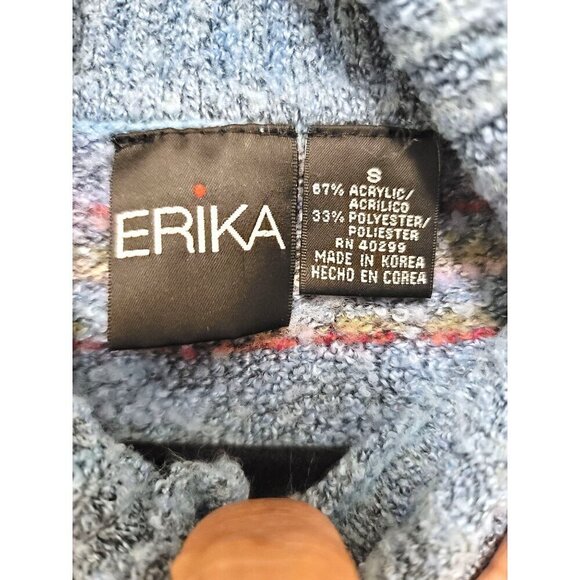 ERiKA
S
67% ACRYLIC/
ACRILICO
33% POLYESTER/
POLIESTER
RN 40299
MADE IN KOREA
HECHO EN COREA